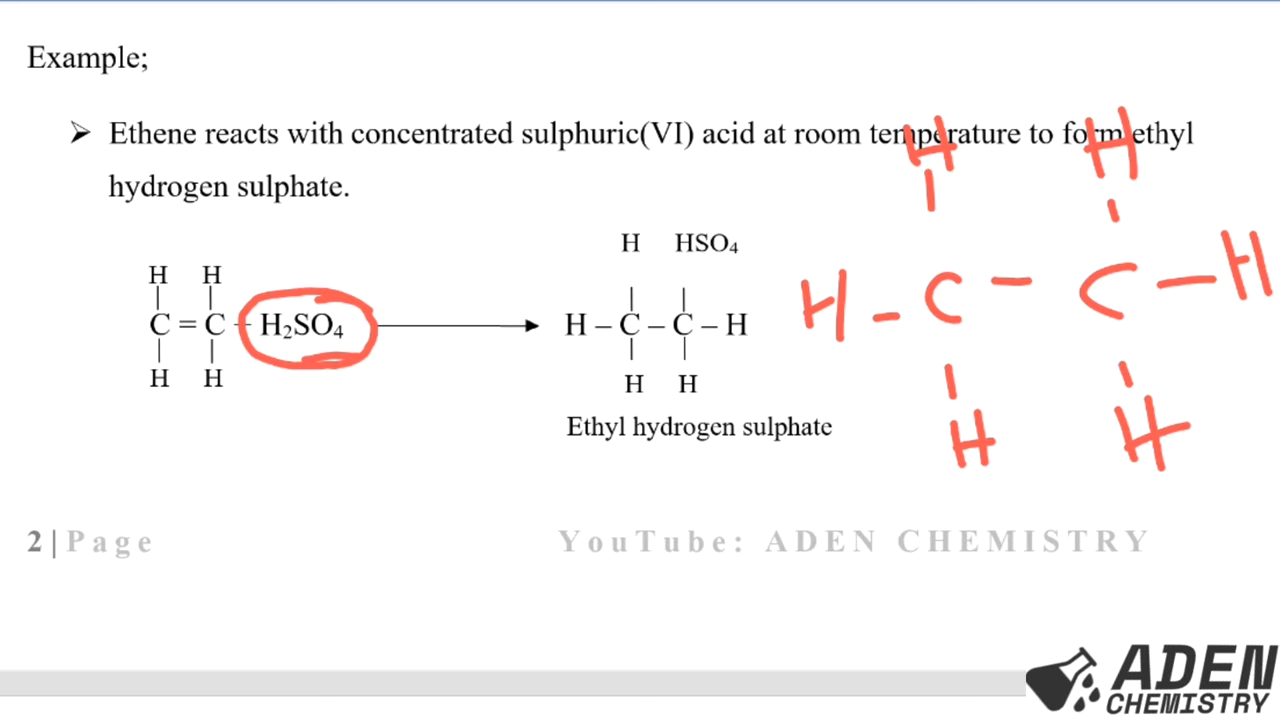 Example;
➢ Ethene reacts with concentrated sulphuric(VI) acid at room temperature to form ethyl
hydrogen sulphate.
H HSO₄
H H
C = C + H₂SO₄ ⟶ H – C – C – H
H H
H H
Ethyl hydrogen sulphate
H H
H - C - C - H
H H
2 | Page YouTube: ADEN CHEMISTRY
ADEN
CHEMISTRY